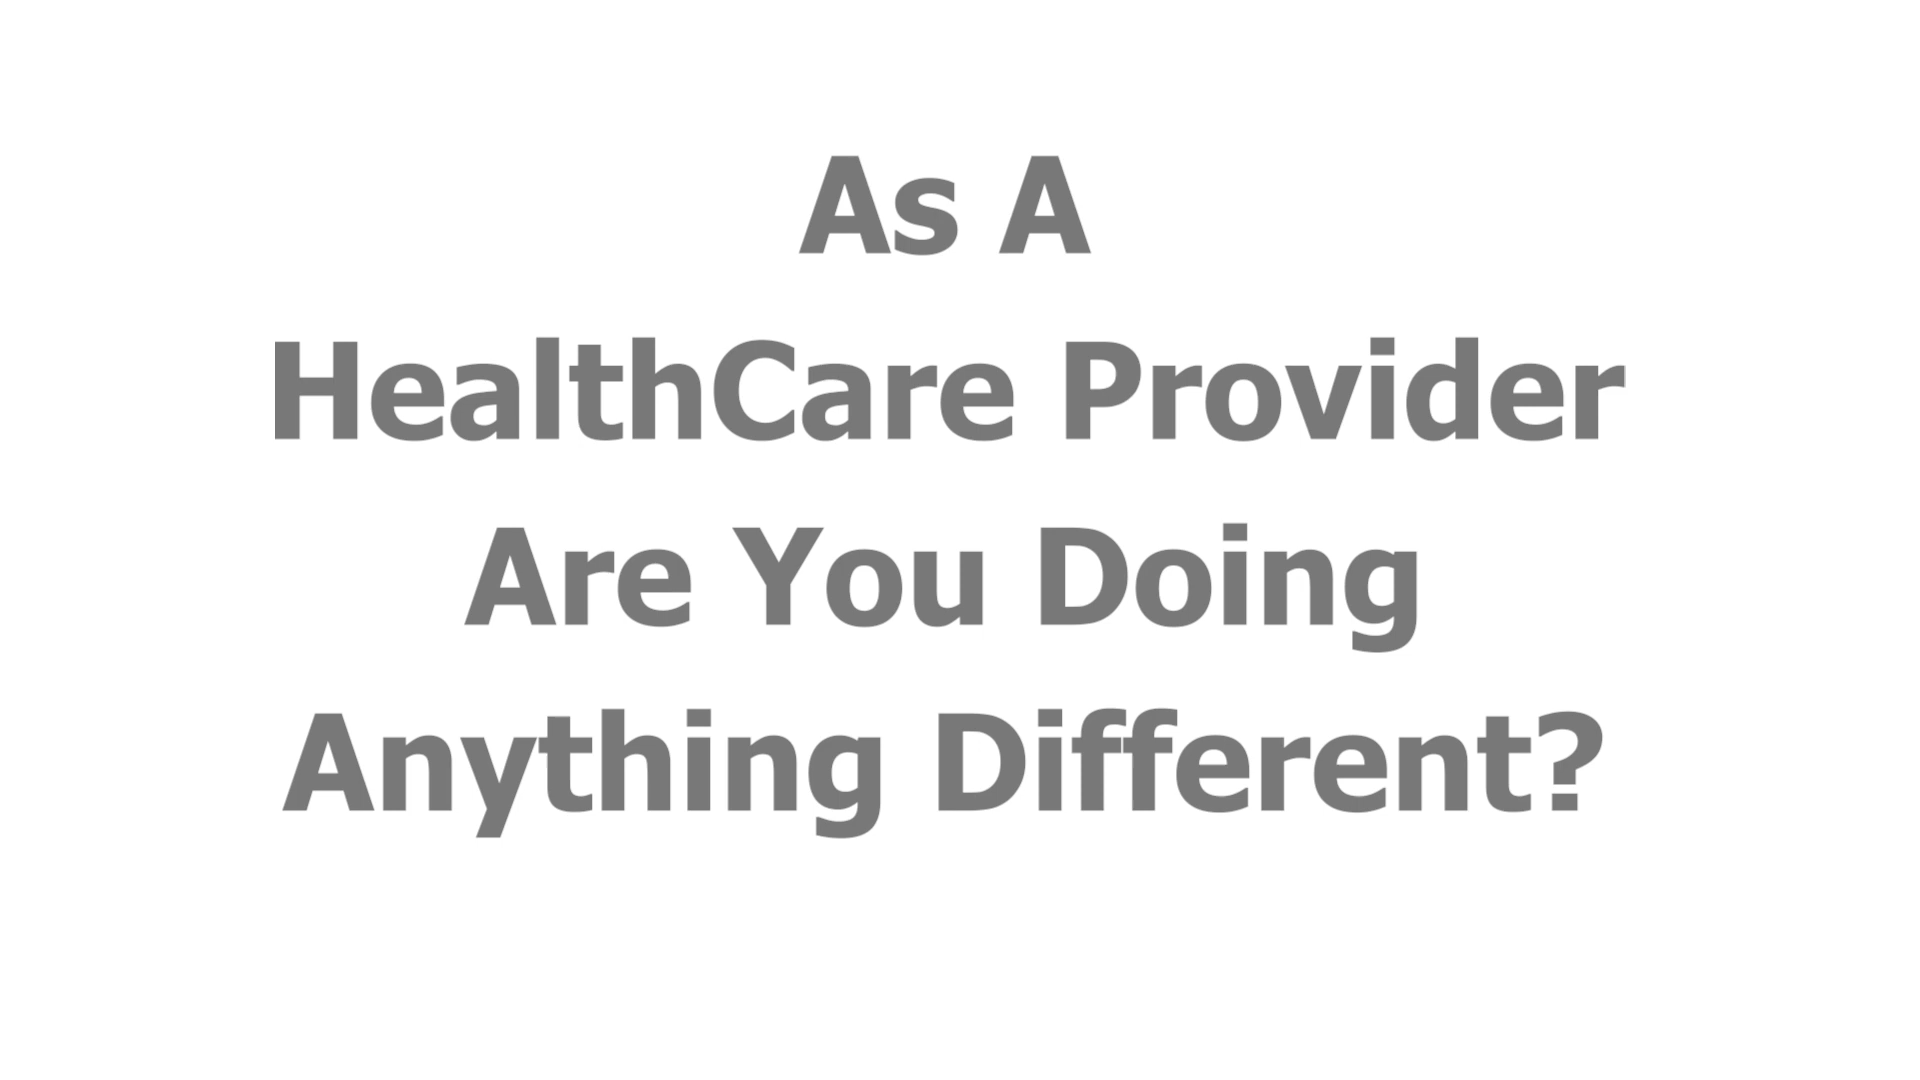 As A
HealthCare Provider
Are You Doing
Anything Different?